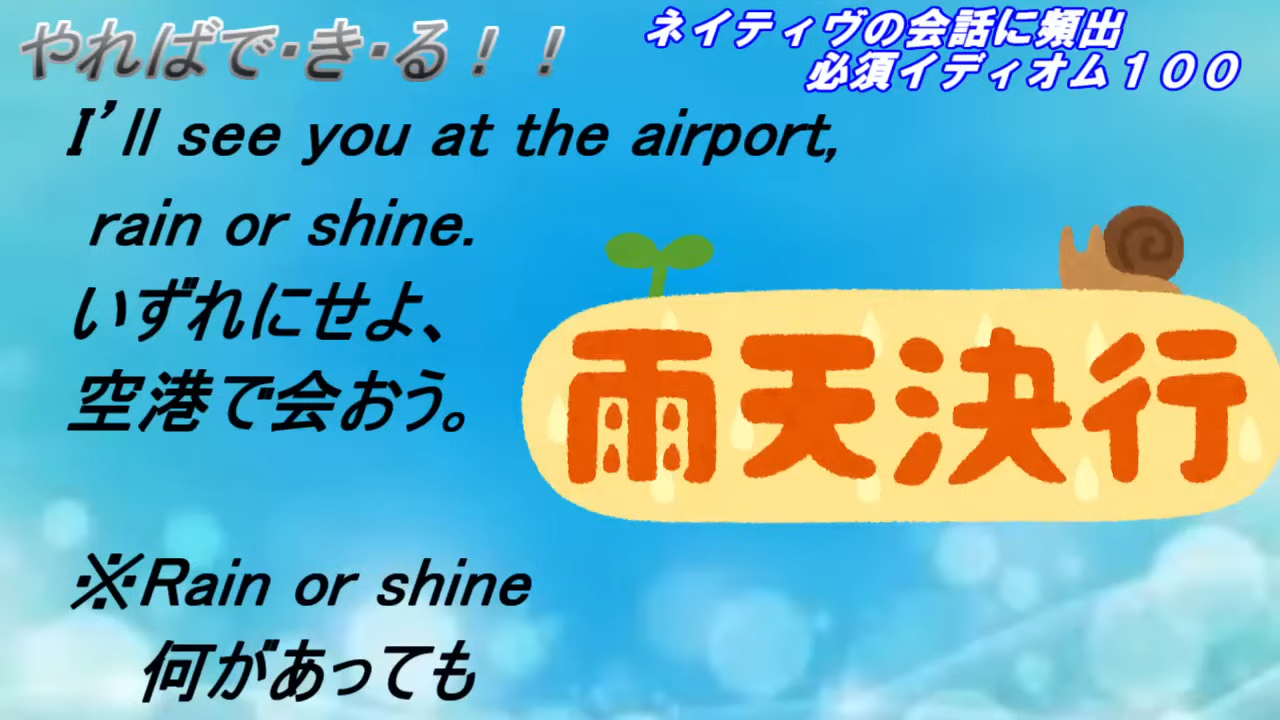 やればで・き・る！！
ネイティヴの会話に頻出
必須イディオム１００
I’ll see you at the airport,
rain or shine.
いずれにせよ、
空港で会おう。
雨天決行
※Rain or shine
何があっても